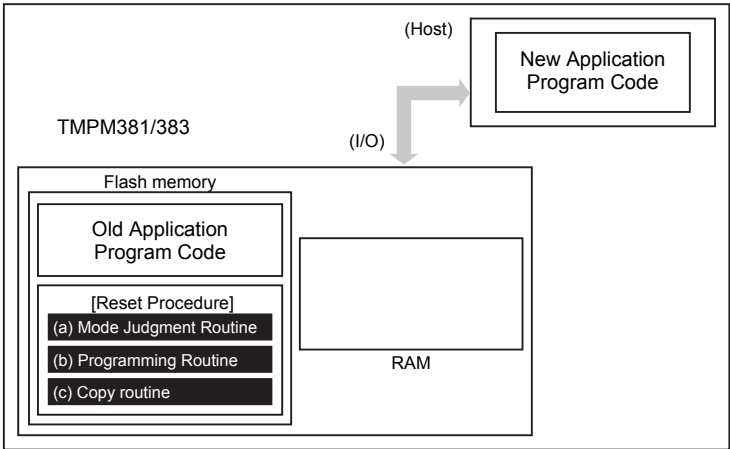 (Host)
New Application
Program Code
TMPM381/383
(I/O)
Flash memory
Old Application
Program Code
[Reset Procedure]
(a) Mode Judgment Routine
(b) Programming Routine
(c) Copy routine
RAM